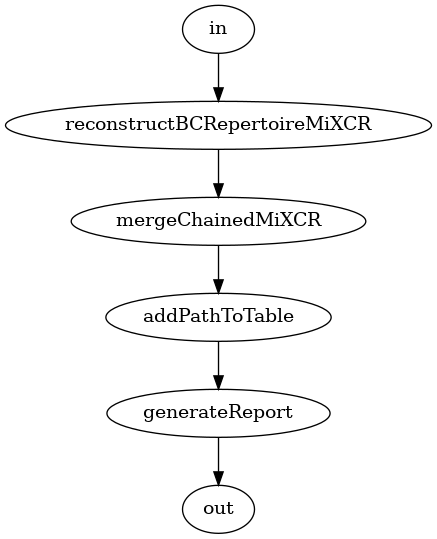 in
reconstructBCRepertoireMiXCR
mergeChainedMiXCR
addPathToTable
generateReport
out